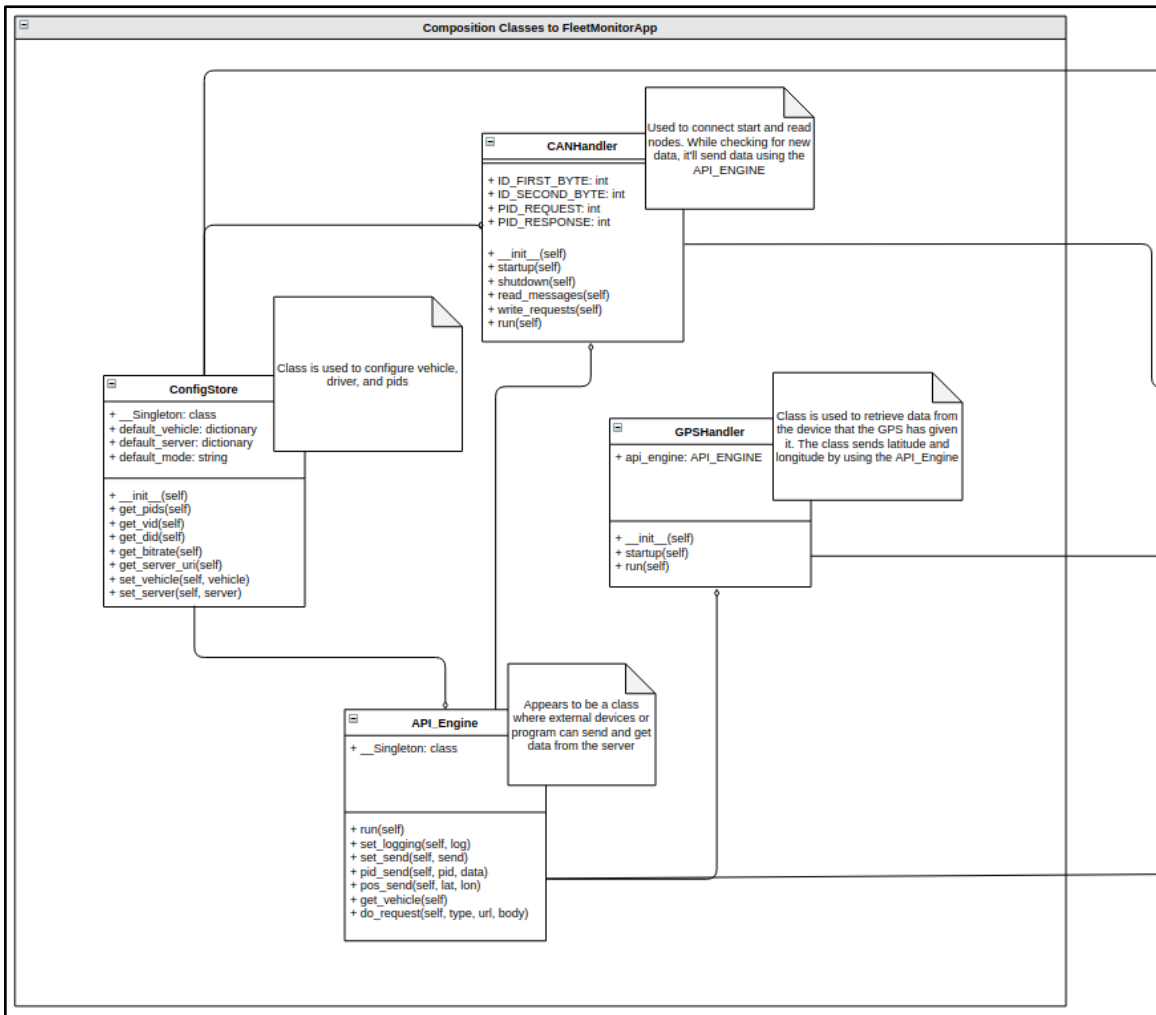 Composition Classes to FleetMonitorApp
CANHandler
+ ID_FIRST_BYTE: int
+ ID_SECOND_BYTE: int
+ PID_REQUEST: int
+ PID_RESPONSE: int
+ __init__(self)
+ startup(self)
+ shutdown(self)
+ read_messages(self)
+ write_requests(self)
+ run(self)
Used to connect start and read
nodes. While checking for new
data, it'll send data using the
API_ENGINE
ConfigStore
+ __Singleton: class
+ default_vehicle: dictionary
+ default_server: dictionary
+ default_mode: string
+ __init__(self)
+ get_pids(self)
+ get_vid(self)
+ get_did(self)
+ get_bitrate(self)
+ get_server_uri(self)
+ set_vehicle(self, vehicle)
+ set_server(self, server)
Class is used to configure vehicle,
driver, and pids
GPSHandler
+ api_engine: API_ENGINE
+ __init__(self)
+ startup(self)
+ run(self)
Class is used to retrieve data from
the device that the GPS has given
it. The class sends latitude and
longitude by using the API_Engine
API_Engine
+ __Singleton: class
+ run(self)
+ set_logging(self, log)
+ set_send(self, send)
+ pid_send(self, pid, data)
+ pos_send(self, lat, lon)
+ get_vehicle(self)
+ do_request(self, type, url, body)
Appears to be a class
where external devices or
program can send and get
data from the server